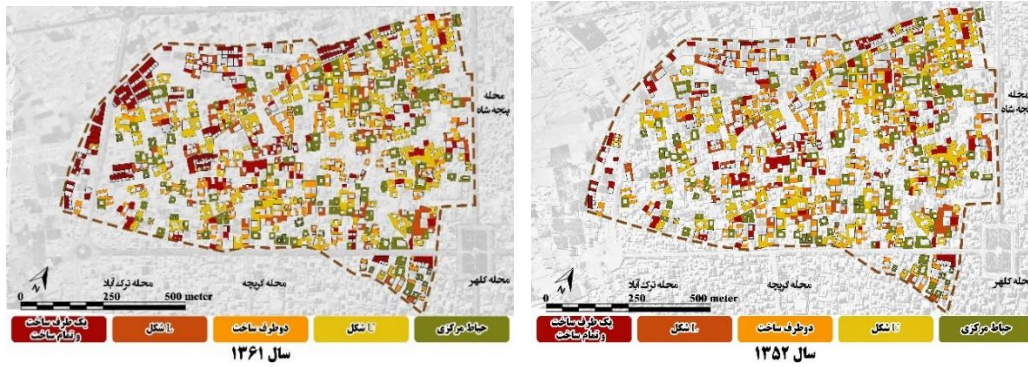 محله
پنجه شاه
محله کلهر
محله گریچه
محله ترک آباد
N
0 250 500 meter
یک طرف ساخت
و تمام ساخت
L شکل
دوطرف ساخت
U شکل
حیاط مرکزی
سال ۱۳۶۱
محله
پنجه شاه
محله کلهر
محله گریچه
محله ترک آباد
N
0 250 500 meter
یک طرف ساخت
و تمام ساخت
L شکل
دوطرف ساخت
U شکل
حیاط مرکزی
سال ۱۳۵۲